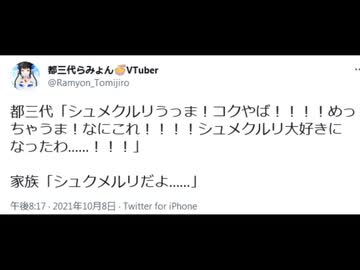 都三代らみょん🍜VTuber
@Ramyon_Tomijiro
都三代「シュメクルリうっま！コクやば！！！！めっ
ちゃうま！なにこれ！！！！シュメクルリ大好きに
なったわ......！！！」
家族「シュクメルリだよ......」
午後8:17 · 2021年10月8日 · Twitter for iPhone